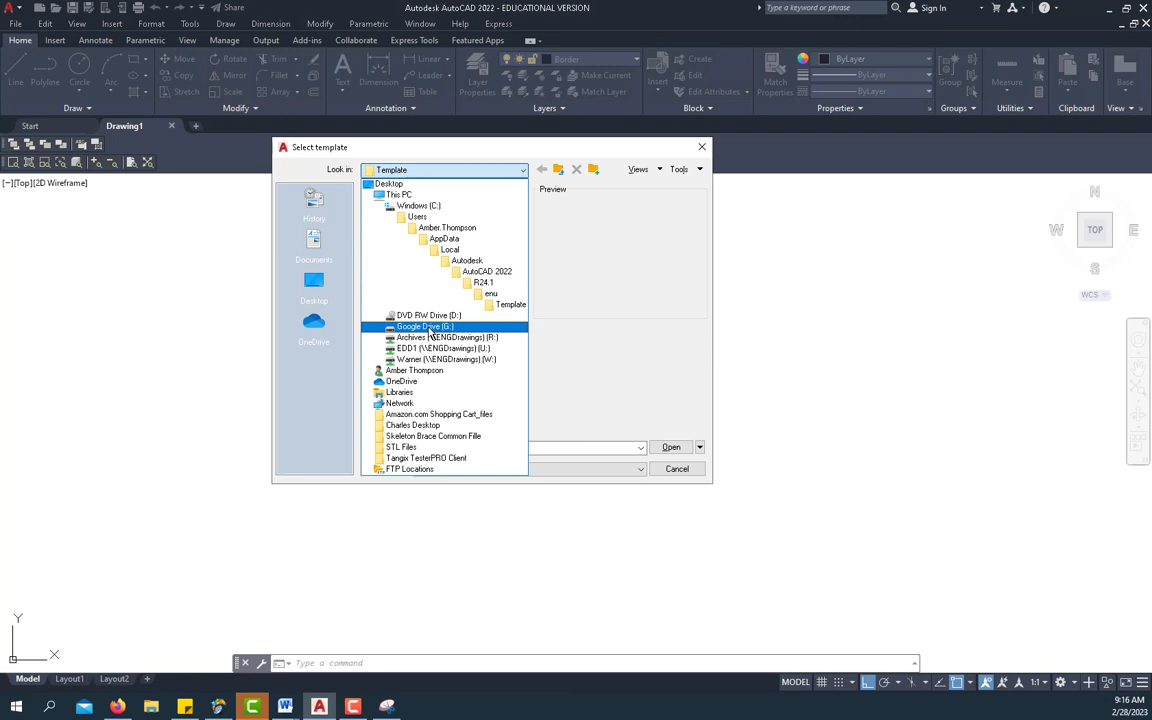 Share
Autodesk AutoCAD 2022 - EDUCATIONAL VERSION
Drawing1
Type a keyword or phrase
Sign In
File Edit View Insert Format Tools Draw Dimension Modify Parametric Window Help Express
Home Insert Annotate Parametric View Manage Output Add-ins Collaborate Express Tools Featured Apps
Line
Polyline
Circle
Arc
Move
Rotate
Trim
Copy
Mirror
Fillet
Stretch
Scale
Array
Text
Dimension
Linear
Leader
Table
Layer
Properties
Border
Make Current
Match Layer
Insert
Create
Edit
Edit Attributes
Match
Properties
ByLayer
ByLayer
ByLayer
Group
Measure
Paste
Base
Draw Modify Annotation Layers Block Properties Groups Utilities Clipboard View
Start Drawing1
[−][Top][2D Wireframe]
Select template
Look in: Template
Views Tools
History
Documents
Desktop
OneDrive
Desktop
This PC
Windows (C:)
Users
Amber.Thompson
AppData
Local
Autodesk
AutoCAD 2022
R24.1
enu
Template
DVD RW Drive (D:)
Google Drive (G:)
Archives (\\ENGDrawings) (R:)
EDD1 (\\ENGDrawings) (U:)
Warner (\\ENGDrawings) (W:)
Amber Thompson
OneDrive
Libraries
Network
Amazon.com Shopping Cart_files
Charles Desktop
Skeleton Brace Common File
STL Files
Tangix TesterPRO Client
FTP Locations
Preview
Open
Cancel
N
W TOP E
S
WCS
Y
X
Type a command
Model Layout1 Layout2
MODEL
1:1
9:16 AM
2/28/2023